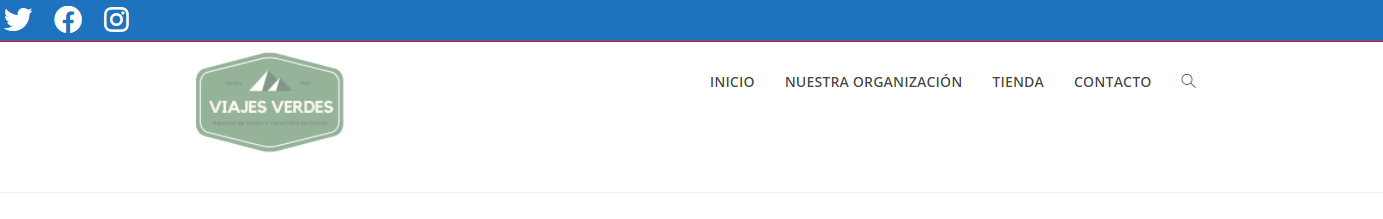 INICIO NUESTRA ORGANIZACIÓN TIENDA CONTACTO
VIAJES VERDES